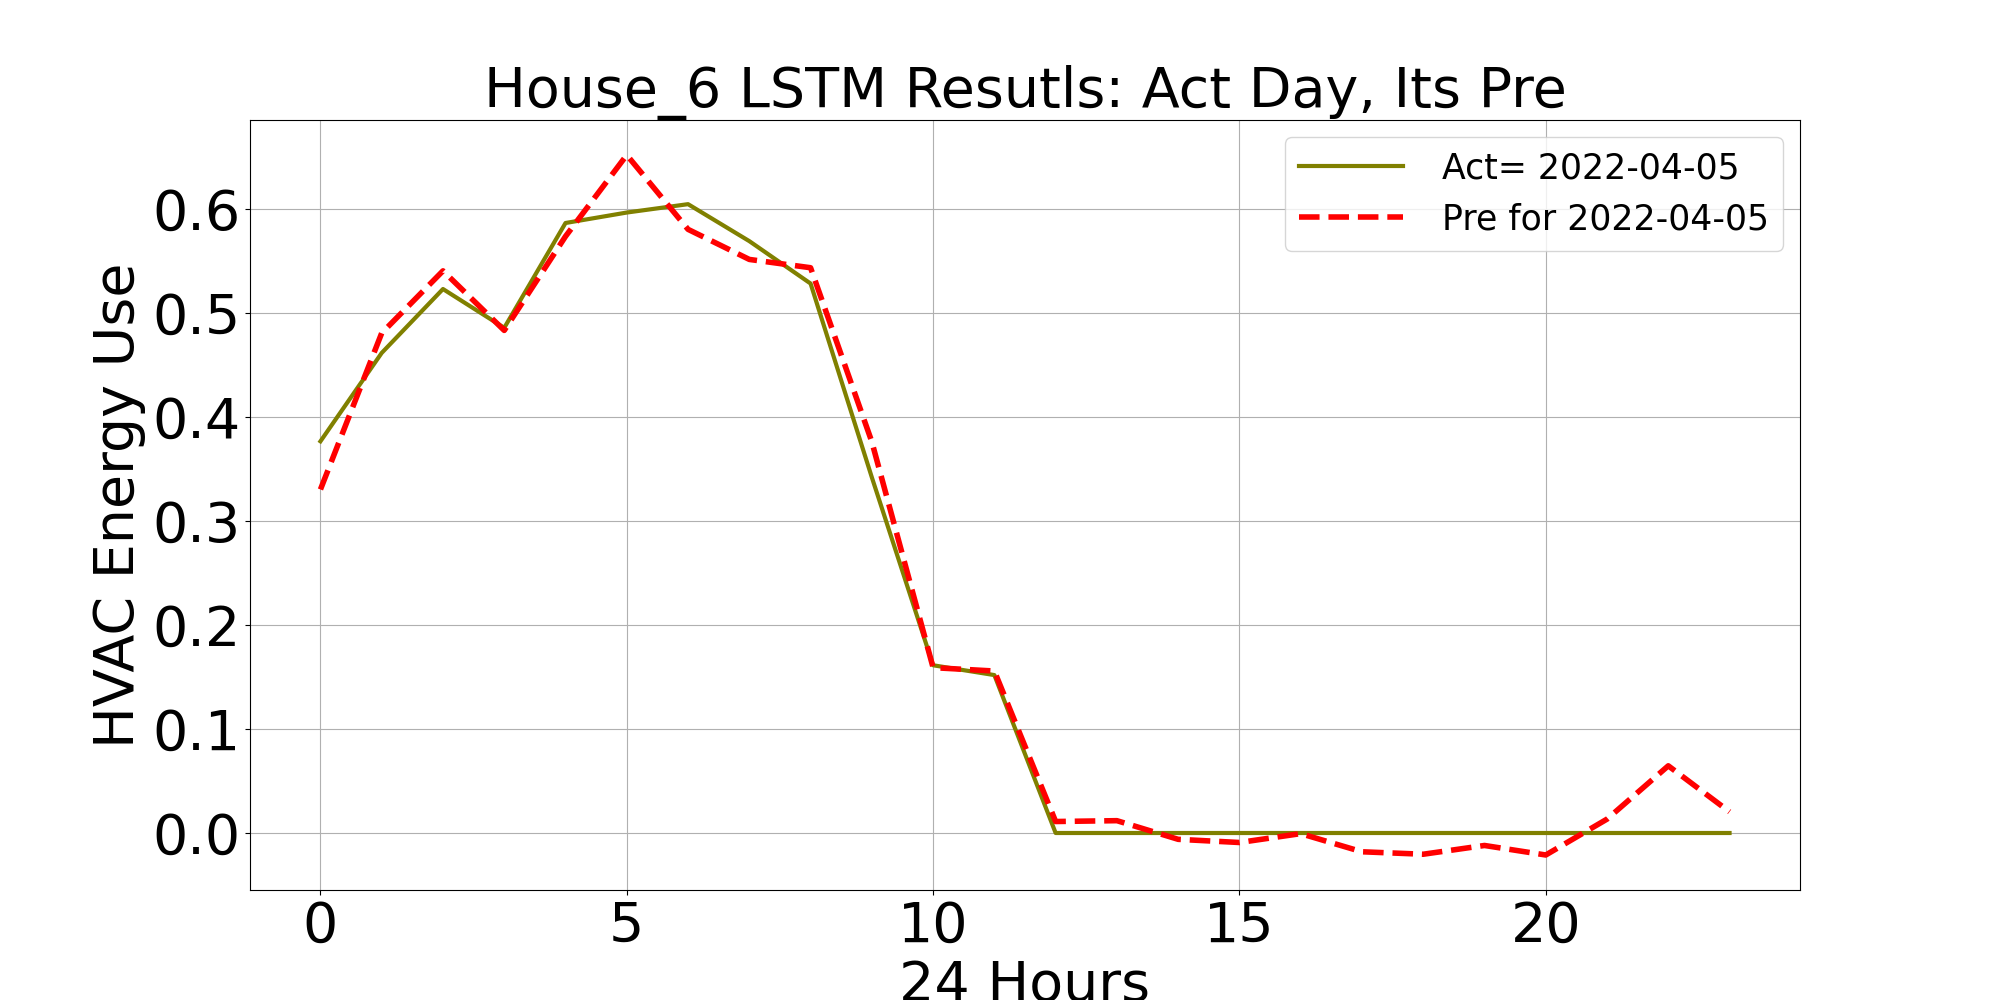 House_6 LSTM Resutls: Act Day, Its Pre
Act= 2022-04-05
Pre for 2022-04-05
HVAC Energy Use
0.6
0.5
0.4
0.3
0.2
0.1
0.0
0 5 10 15 20
24 Hours